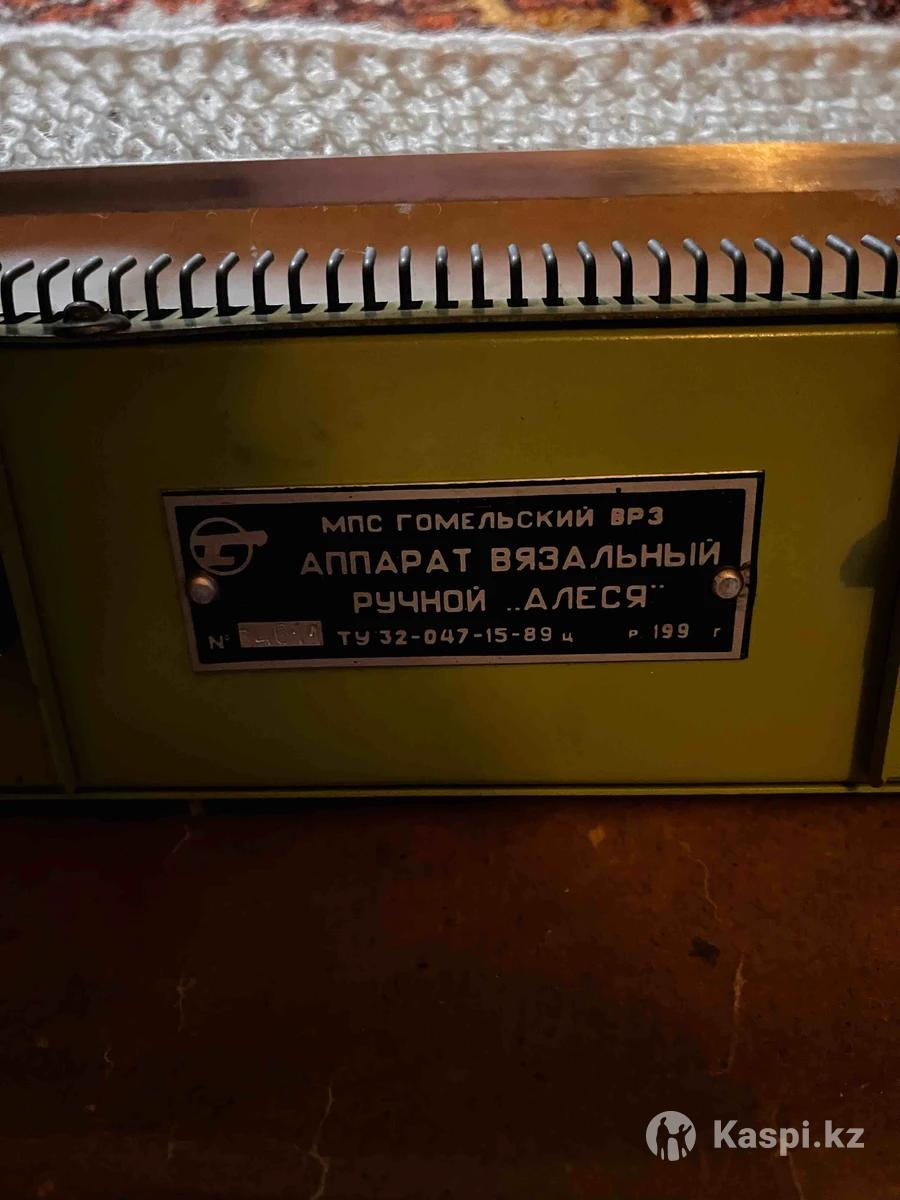 МПС ГОМЕЛЬСКИЙ ВРЗ
АППАРАТ ВЯЗАЛЬНЫЙ
РУЧНОЙ „АЛЕСЯ"
№ ТУ 32-047-15-89 ц р 199 г
Kaspi.kz